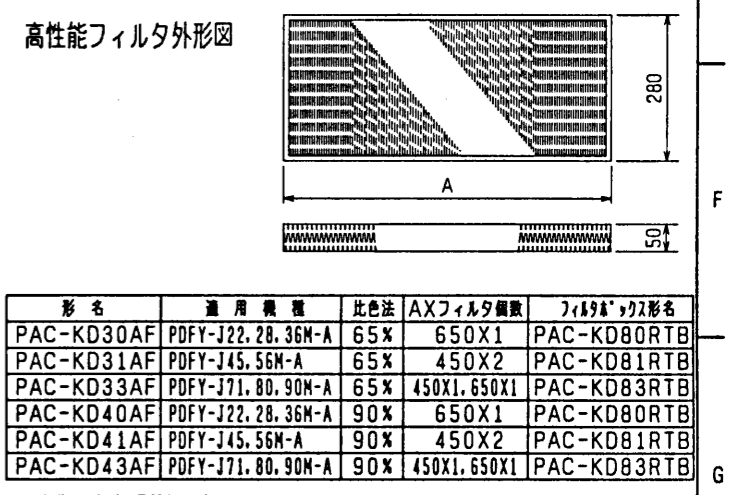 高性能フィルタ外形図
280
A
50
F
形 名 適 用 機 種 比色法 AXフィルタ個数 フィルタボックス形名
PAC-KD30AF PDFY-J22.28.36M-A 65% 650X1 PAC-KD80RTB
PAC-KD31AF PDFY-J45.56M-A 65% 450X2 PAC-KD81RTB
PAC-KD33AF PDFY-J71.80.90M-A 65% 450X1.650X1 PAC-KD83RTB
PAC-KD40AF PDFY-J22.28.36M-A 90% 650X1 PAC-KD80RTB
PAC-KD41AF PDFY-J45.56M-A 90% 450X2 PAC-KD81RTB
PAC-KD43AF PDFY-J71.80.90M-A 90% 450X1.650X1 PAC-KD83RTB
G